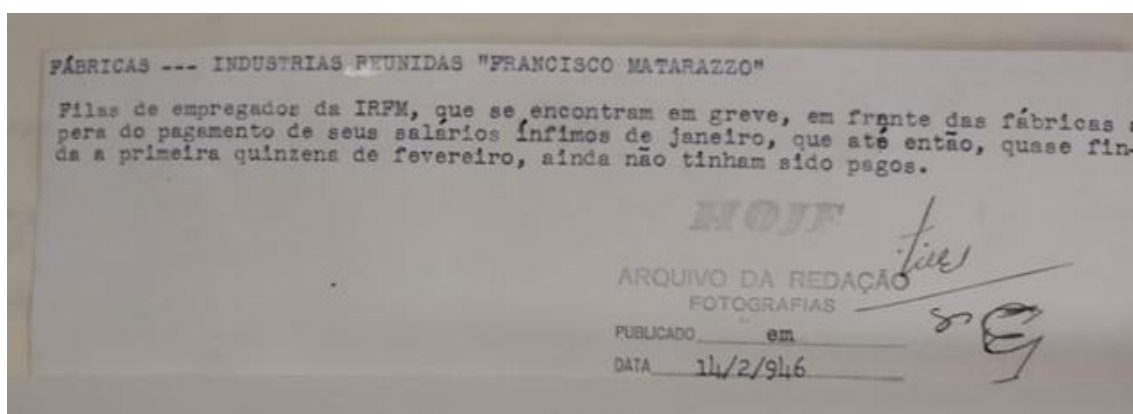 FÁBRICAS --- INDUSTRIAS REUNIDAS "FRANCISCO MATARAZZO"
Filas de empregados da IRFM, que se encontram em greve, em frente das fábricas
pera do pagamento de seus salários ínfimos de janeiro, que até então, quase fin-
da a primeira quinzena de fevereiro, ainda não tinham sido pagos.
HOJE
ARQUIVO DA REDAÇÃO
FOTOGRAFIAS
PUBLICADO em
DATA 14/2/946